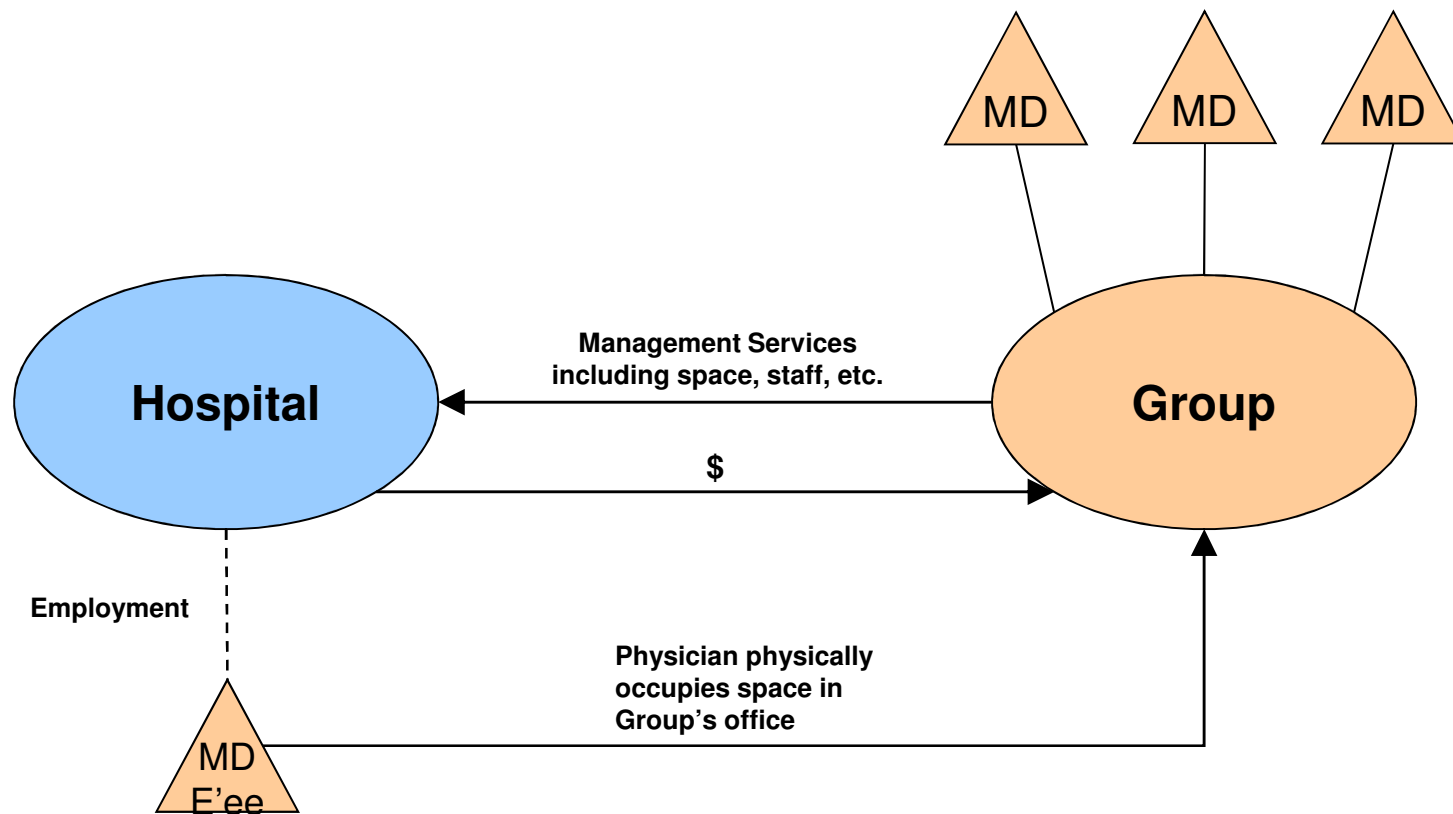 MD
MD
MD
Management Services
including space, staff, etc.
Hospital
Group
$
Employment
Physician physically
occupies space in
Group’s office
MD
E’ee